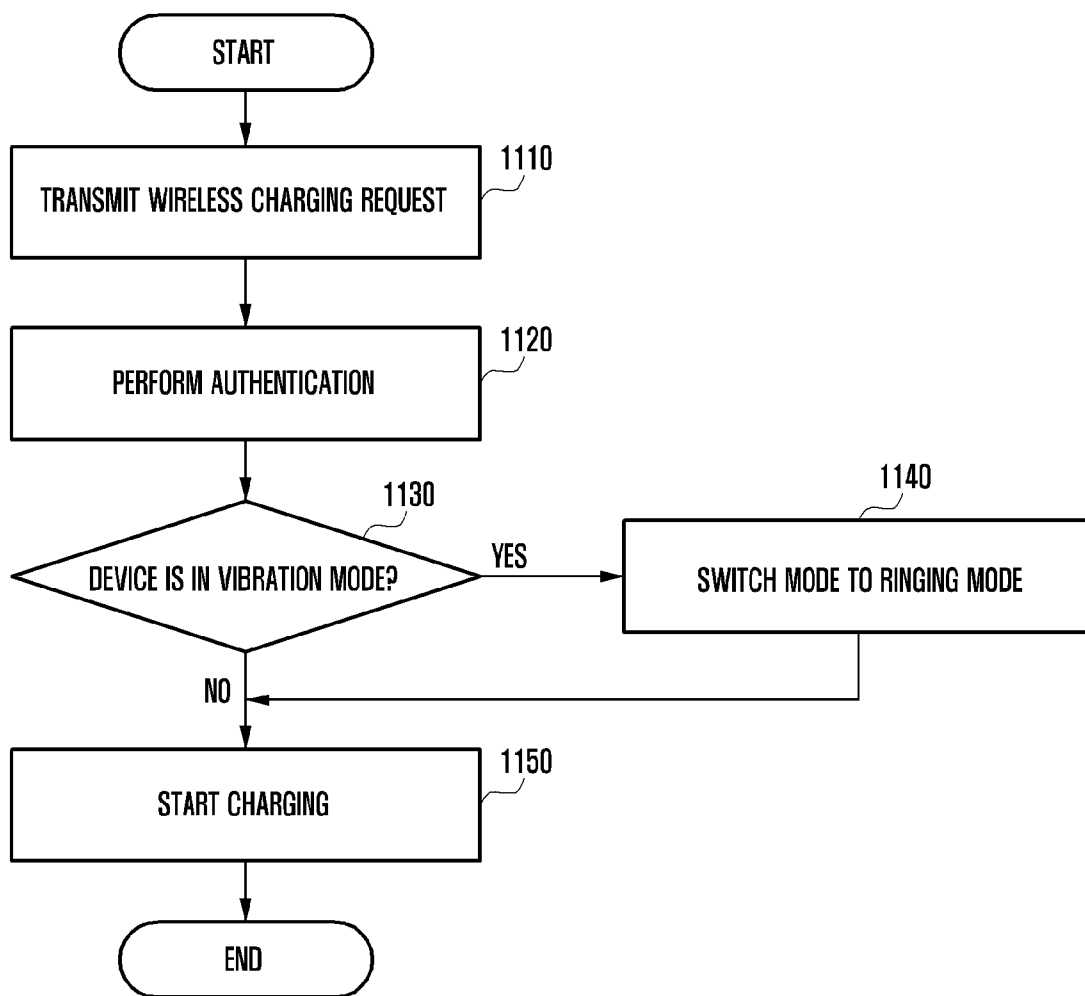 START
1110
TRANSMIT WIRELESS CHARGING REQUEST
1120
PERFORM AUTHENTICATION
1130
DEVICE IS IN VIBRATION MODE?
YES
1140
SWITCH MODE TO RINGING MODE
NO
1150
START CHARGING
END